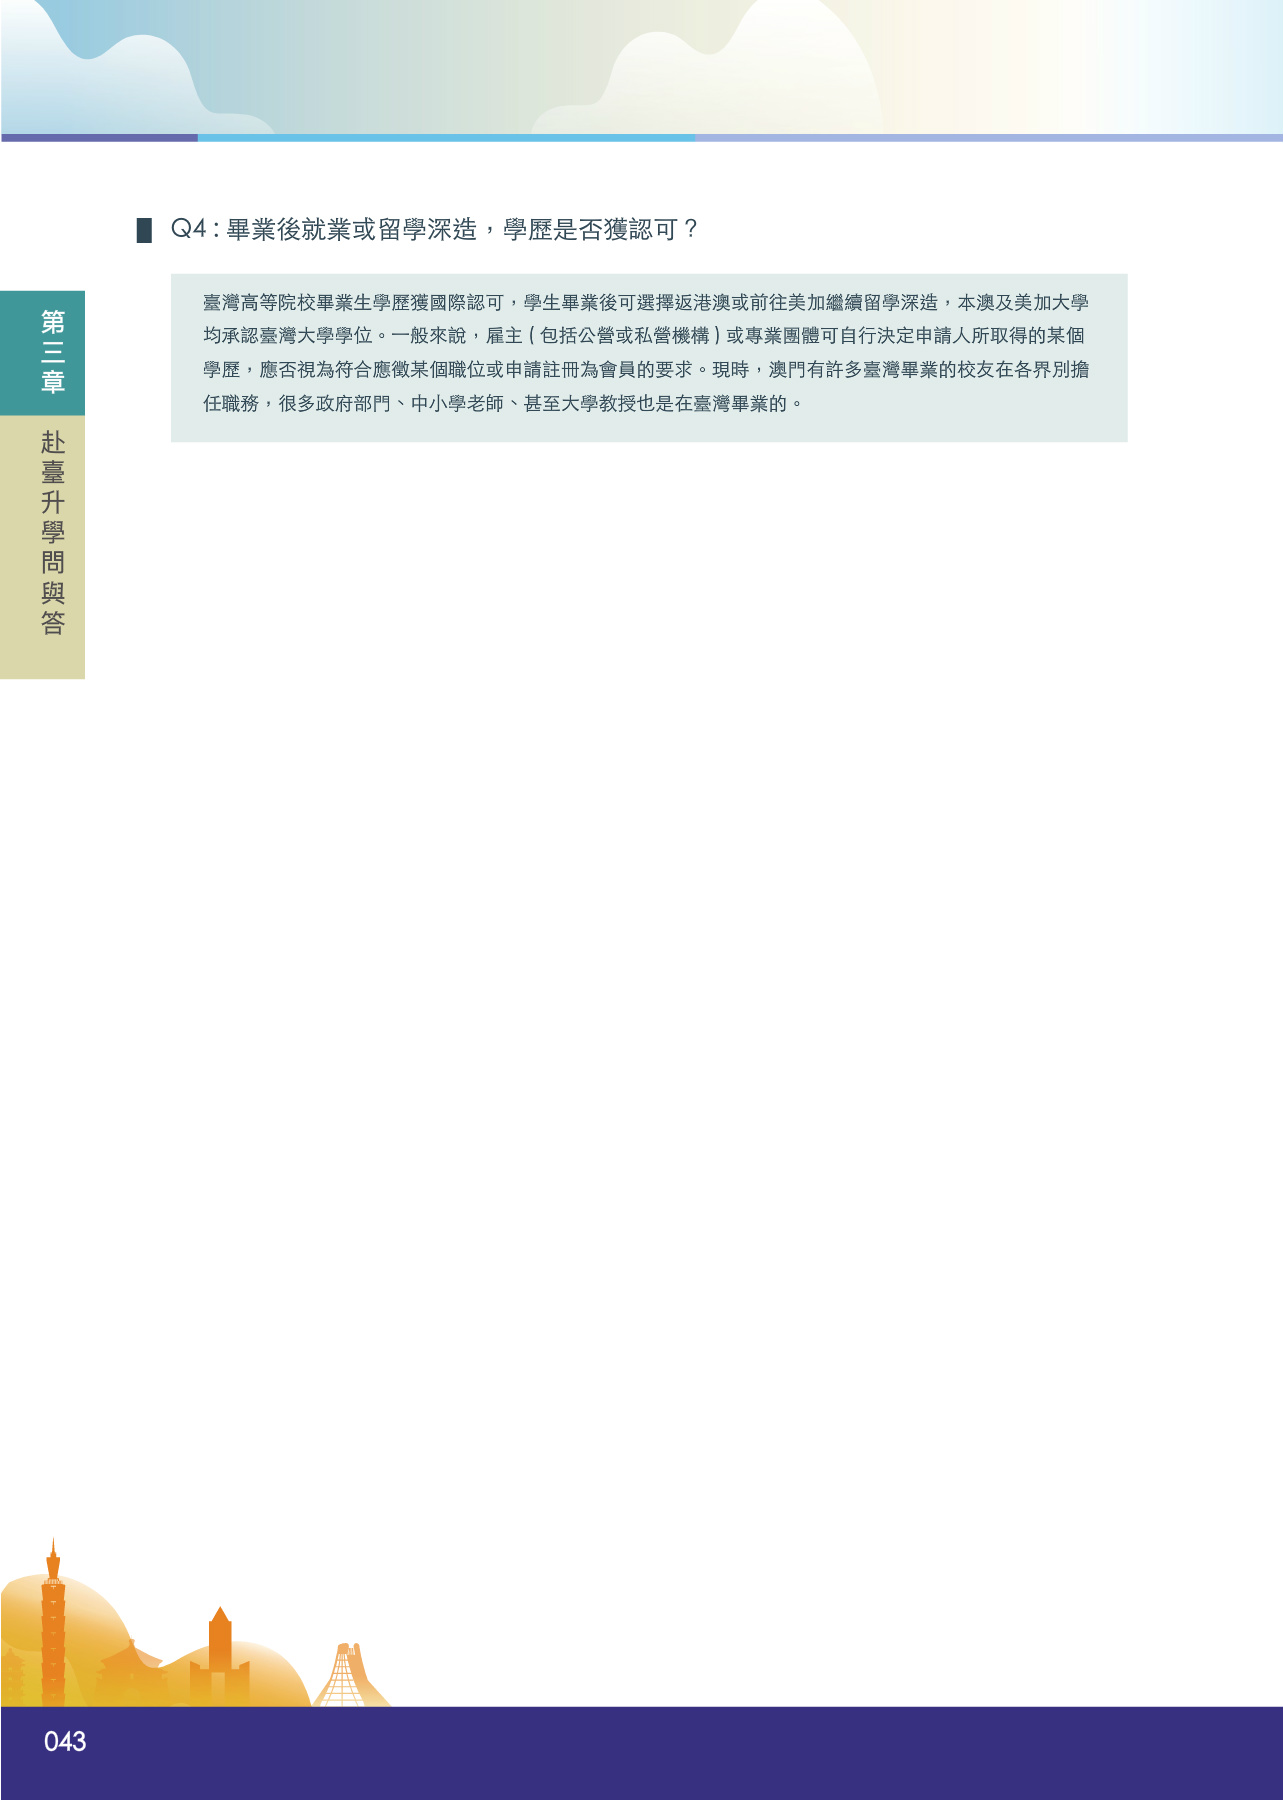 Q4：畢業後就業或留學深造，學歷是否獲認可？
臺灣高等院校畢業生學歷獲國際認可，學生畢業後可選擇返港澳或前往美加繼續留學深造，本澳及美加大學
均承認臺灣大學學位。一般來說，雇主 ( 包括公營或私營機構 ) 或專業團體可自行決定申請人所取得的某個
學歷，應否視為符合應徵某個職位或申請註冊為會員的要求。現時，澳門有許多臺灣畢業的校友在各界別擔
任職務，很多政府部門、中小學老師、甚至大學教授也是在臺灣畢業的。
第三章
赴臺升學問與答
043